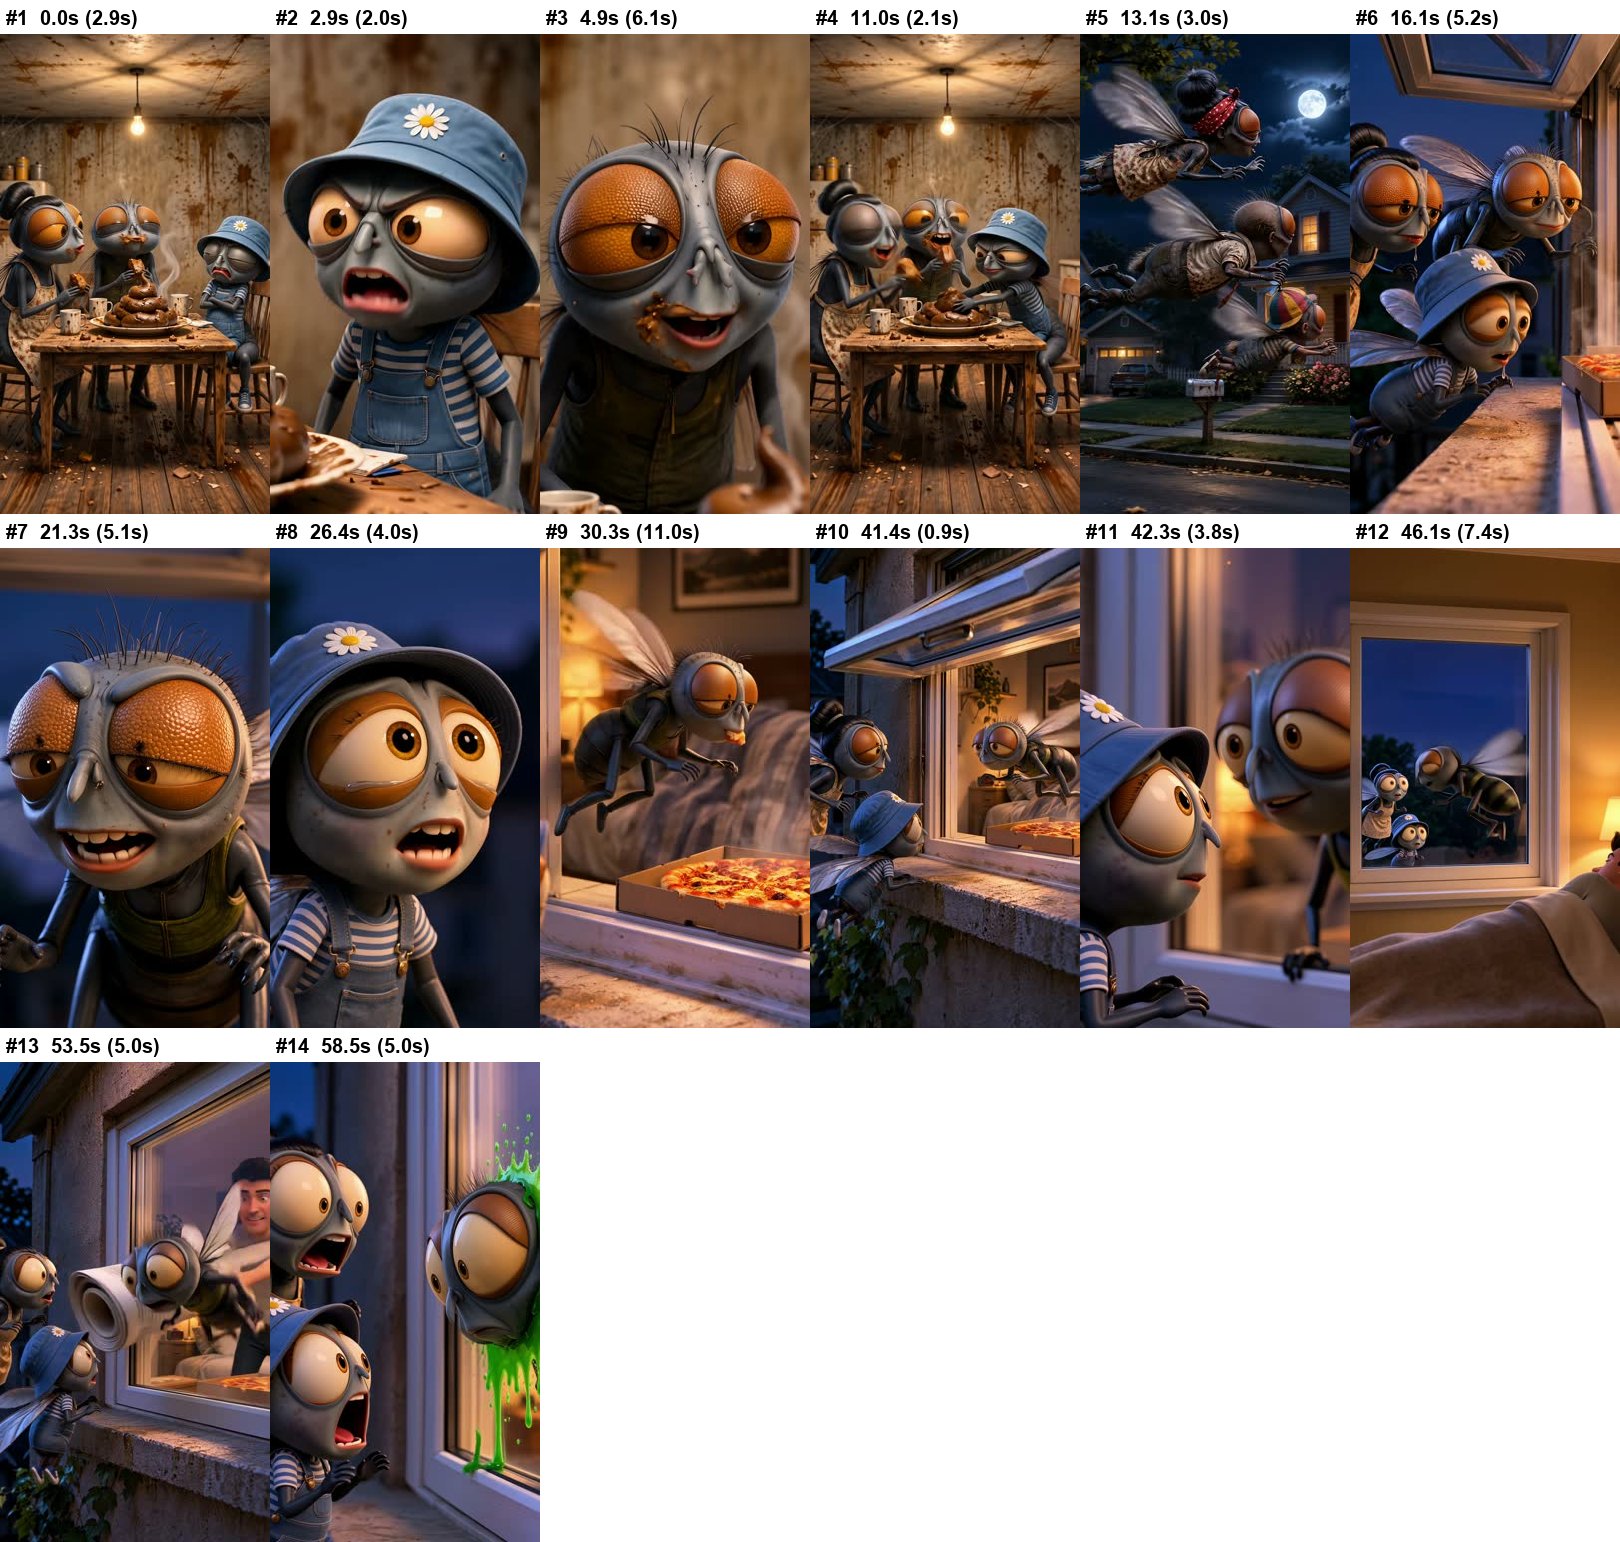 #1 0.0s (2.9s)
#2 2.9s (2.0s)
#3 4.9s (6.1s)
#4 11.0s (2.1s)
#5 13.1s (3.0s)
#6 16.1s (5.2s)
#7 21.3s (5.1s)
#8 26.4s (4.0s)
#9 30.3s (11.0s)
#10 41.4s (0.9s)
#11 42.3s (3.8s)
#12 46.1s (7.4s)
#13 53.5s (5.0s)
#14 58.5s (5.0s)